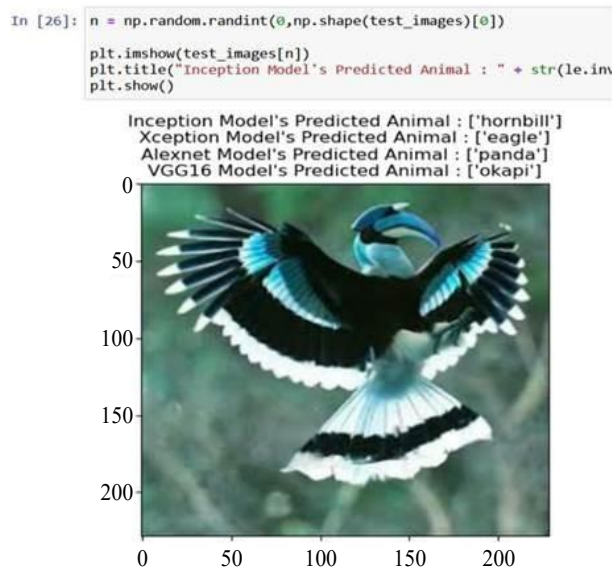 In [26]: n = np.random.randint(0,np.shape(test_images)[0])
plt.imshow(test_images[n])
plt.title("Inception Model's Predicted Animal : " + str(le.inv
plt.show()
Inception Model's Predicted Animal : ['hornbill']
Xception Model's Predicted Animal : ['eagle']
Alexnet Model's Predicted Animal : ['panda']
VGG16 Model's Predicted Animal : ['okapi']
0
50
100
150
200
0 50 100 150 200